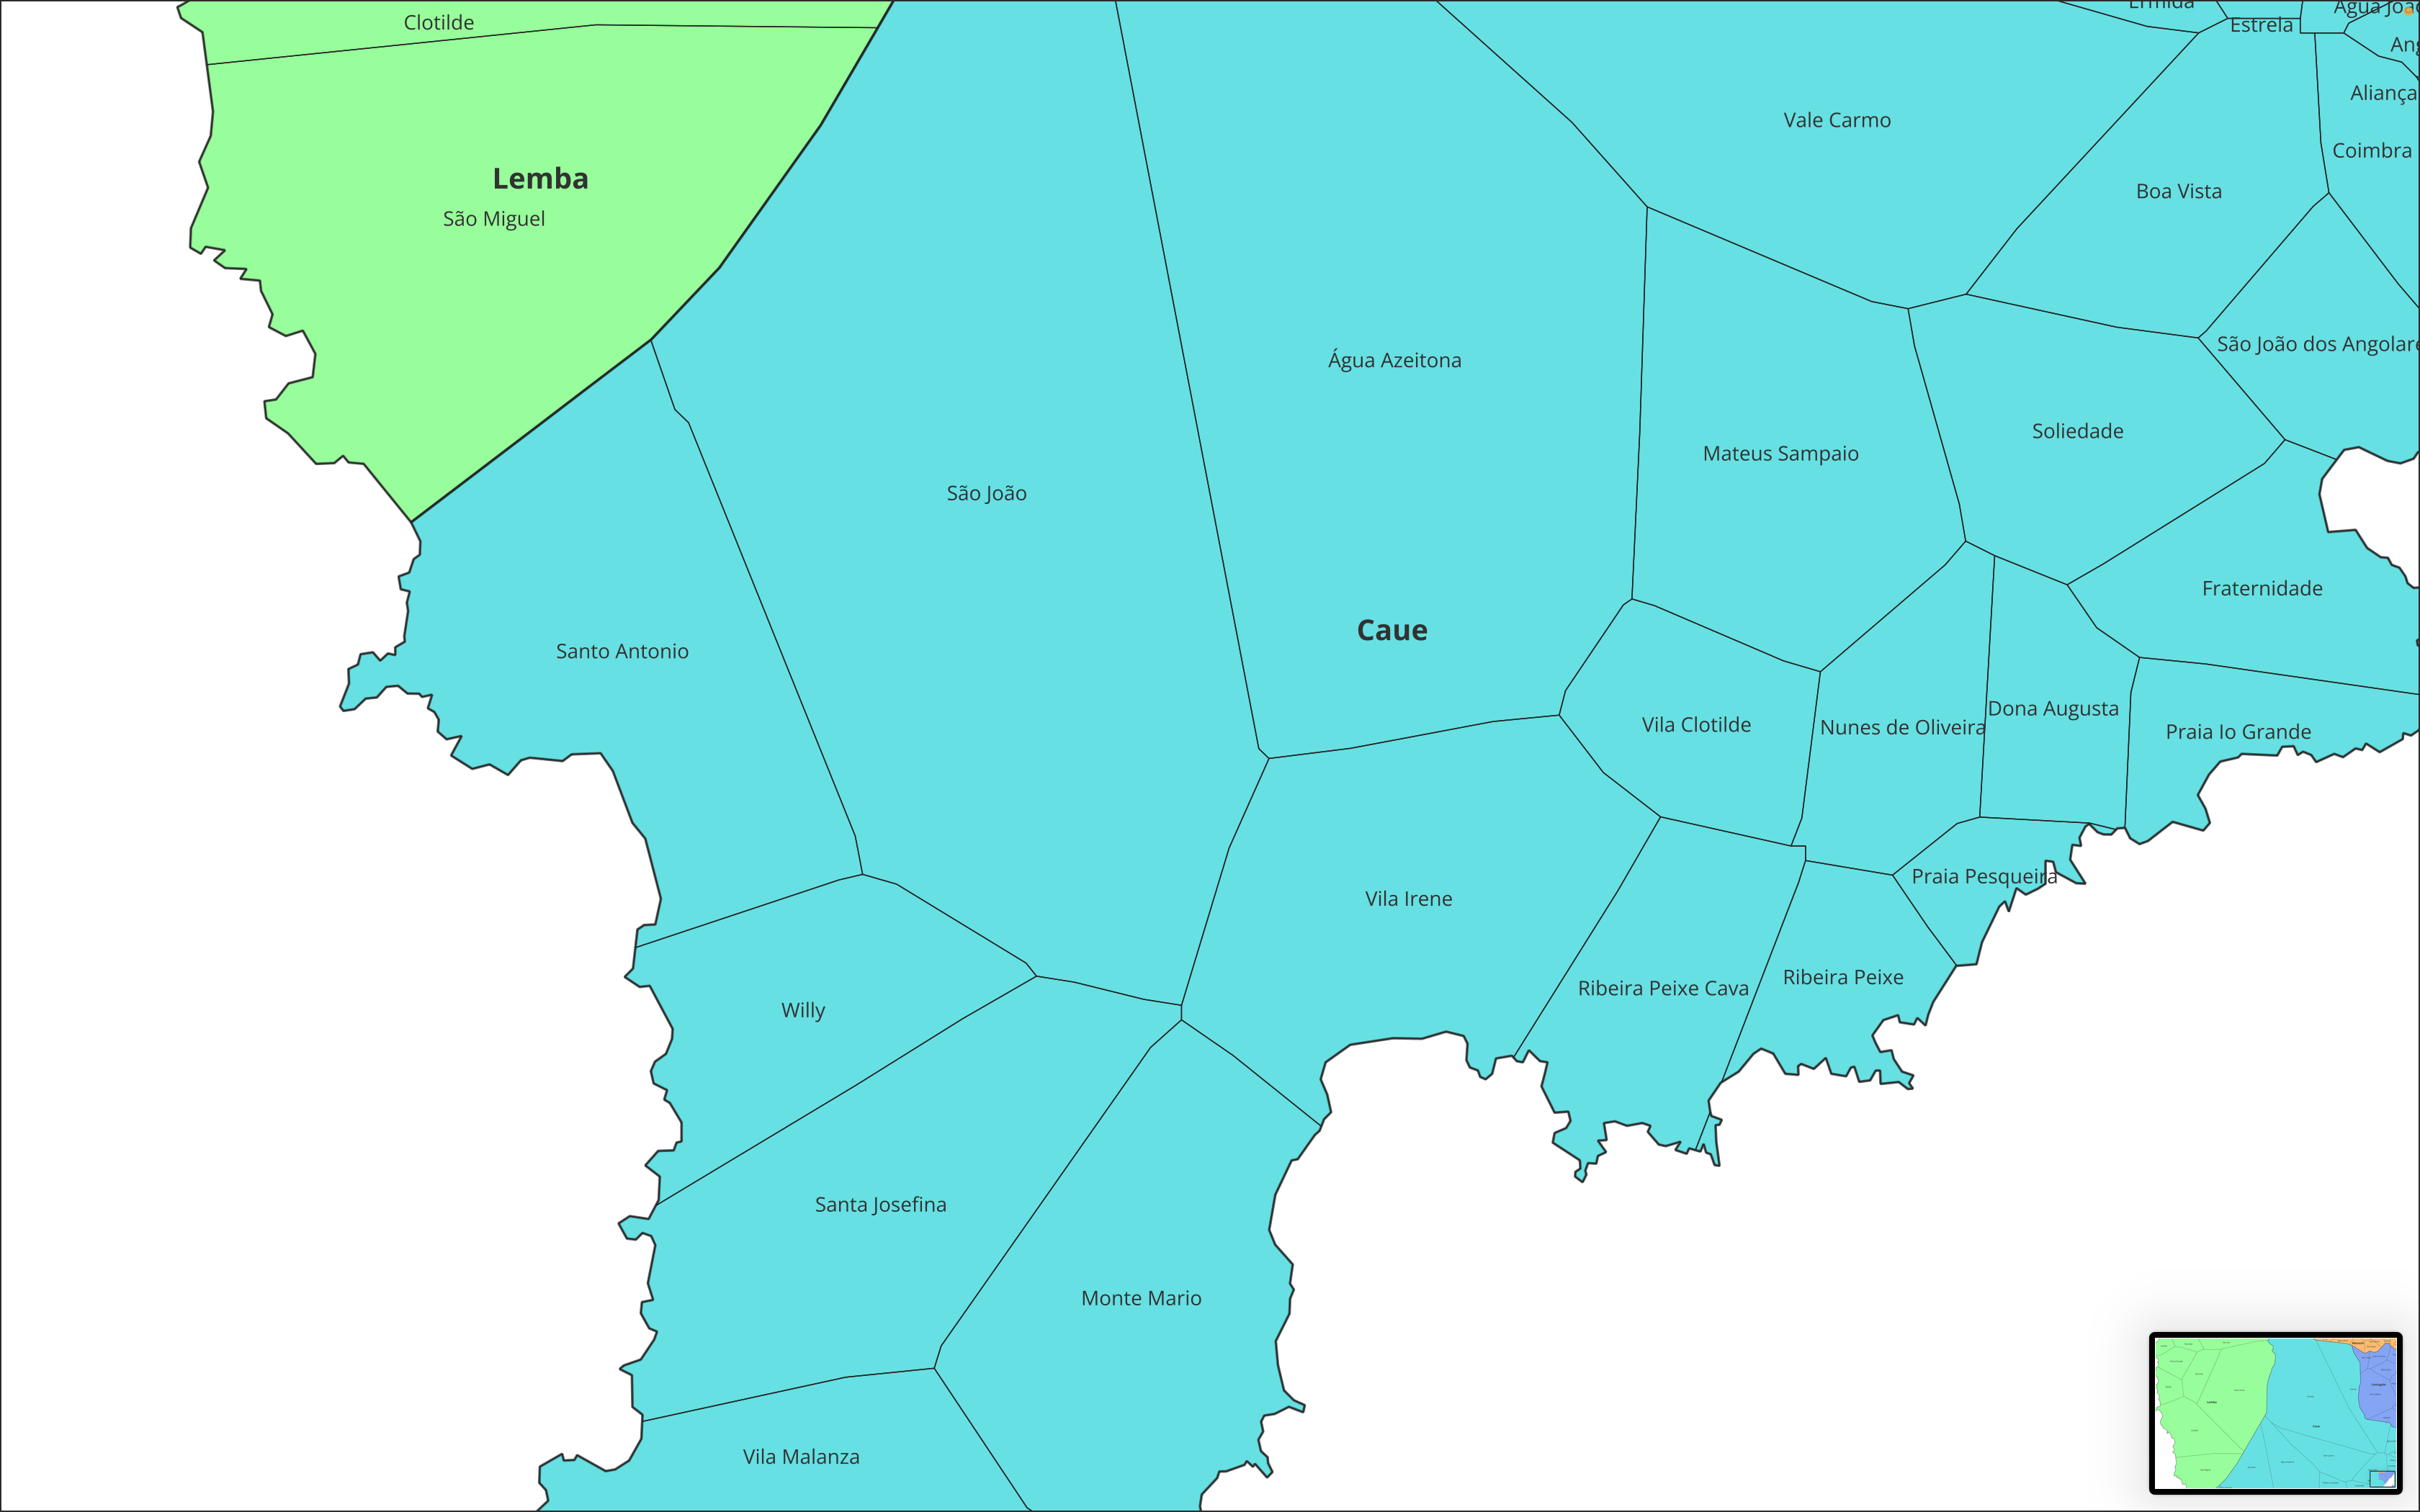 Clotilde
Ermida
Estrela
Ang
Aliança
Vale Carmo
Coimbra
Lemba
Boa Vista
São Miguel
São João dos Angolare
Água Azeitona
Soliedade
Mateus Sampaio
São João
Fraternidade
Caue
Santo Antonio
Dona Augusta
Vila Clotilde
Nunes de Oliveira
Praia Io Grande
Praia Pesqueira
Vila Irene
Ribeira Peixe
Ribeira Peixe Cava
Willy
Santa Josefina
Monte Mario
Vila Malanza